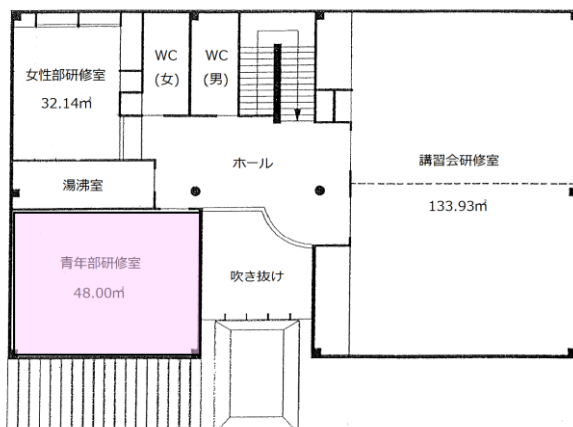 女性部研修室
32.14㎡
WC
(女)
WC
(男)
ホール
講習会研修室
133.93㎡
湯沸室
青年部研修室
48.00㎡
吹き抜け